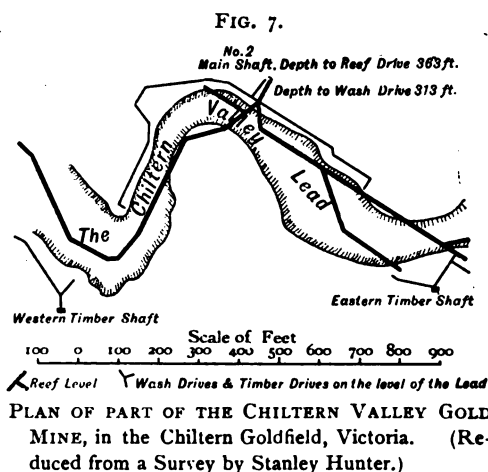 FIG. 7.
No. 2
Main Shaft. Depth to Reef Drive 363 ft.
Depth to Wash Drive 313 ft.
The Chiltern Valley Lead
Western Timber Shaft
Eastern Timber Shaft
Scale of Feet
100 0 100 200 300 400 500 600 700 800 900
Reef Level Wash Drives & Timber Drives on the level of the Lead
PLAN OF PART OF THE CHILTERN VALLEY GOLD
MINE, in the Chiltern Goldfield, Victoria. (Re-
duced from a Survey by Stanley Hunter.)